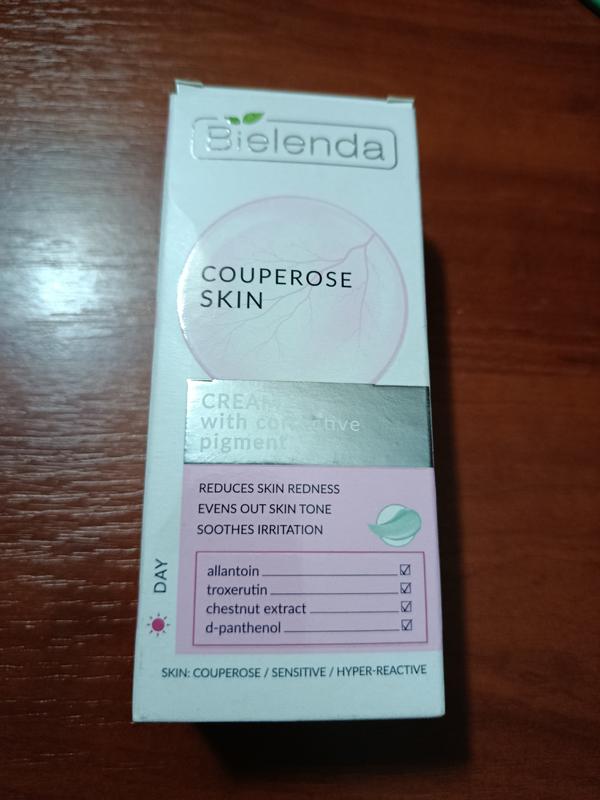 Bielenda
COUPEROSE
SKIN
CREAM
with corrective
pigment
REDUCES SKIN REDNESS
EVENS OUT SKIN TONE
SOOTHES IRRITATION
allantoin
troxerutin
chestnut extract
d-panthenol
DAY
SKIN: COUPEROSE / SENSITIVE / HYPER-REACTIVE